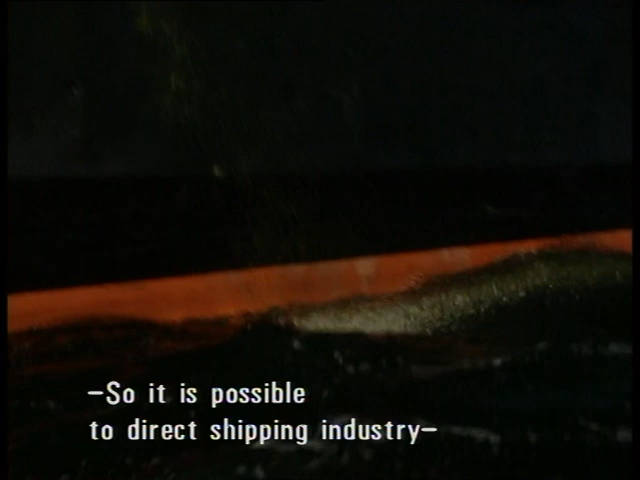 –So it is possible
to direct shipping industry–